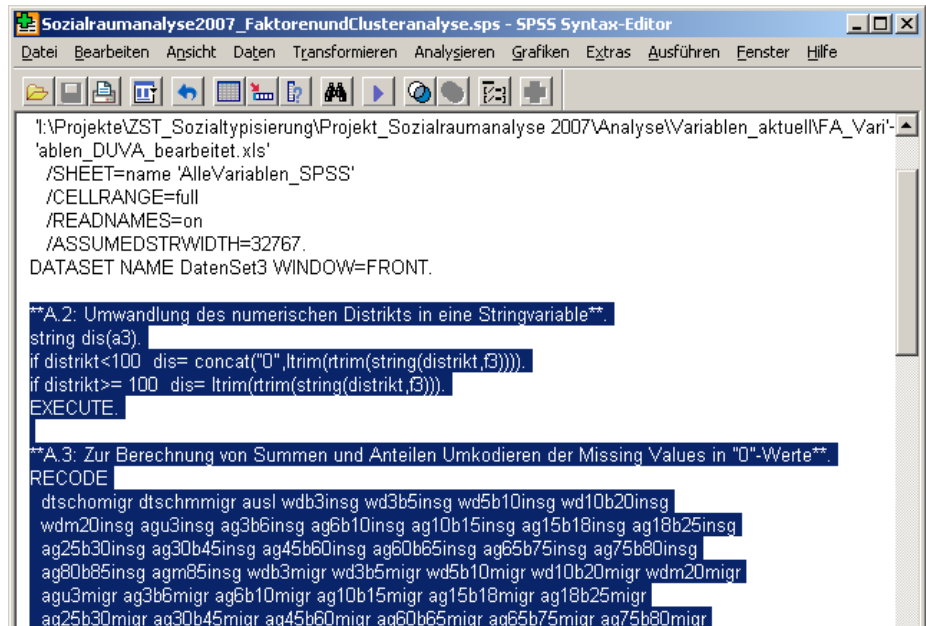 Sozialraumanalyse2007_FaktorenundClusteranalyse.sps - SPSS Syntax-Editor
Datei Bearbeiten Ansicht Daten Transformieren Analysieren Grafiken Extras Ausführen Fenster Hilfe
'I:\Projekte\ZST_Sozialtypisierung\Projekt_Sozialraumanalyse 2007\Analyse\Variablen_aktuell\FA_Vari'-
'ablen_DUVA_bearbeitet.xls'
/SHEET=name 'AlleVariablen_SPSS'
/CELLRANGE=full
/READNAMES=on
/ASSUMEDSTRWIDTH=32767.
DATASET NAME DatenSet3 WINDOW=FRONT.
**A.2: Umwandlung des numerischen Distrikts in eine Stringvariable**.
string dis(a3).
if distrikt<100 dis= concat("0",ltrim(rtrim(string(distrikt,f3)))).
if distrikt>= 100 dis= ltrim(rtrim(string(distrikt,f3))).
EXECUTE.
**A.3: Zur Berechnung von Summen und Anteilen Umkodieren der Missing Values in "0"-Werte**.
RECODE
dtschomigr dtschmmigr ausl wdb3insg wd3b5insg wd5b10insg wd10b20insg
wdm20insg agu3insg ag3b6insg ag6b10insg ag10b15insg ag15b18insg ag18b25insg
ag25b30insg ag30b45insg ag45b60insg ag60b65insg ag65b75insg ag75b80insg
ag80b85insg agm85insg wdb3migr wd3b5migr wd5b10migr wd10b20migr wdm20migr
agu3migr ag3b6migr ag6b10migr ag10b15migr ag15b18migr ag18b25migr
ag25b30migr ag30b45migr ag45b60migr ag60b65migr ag65b75migr ag75b80migr